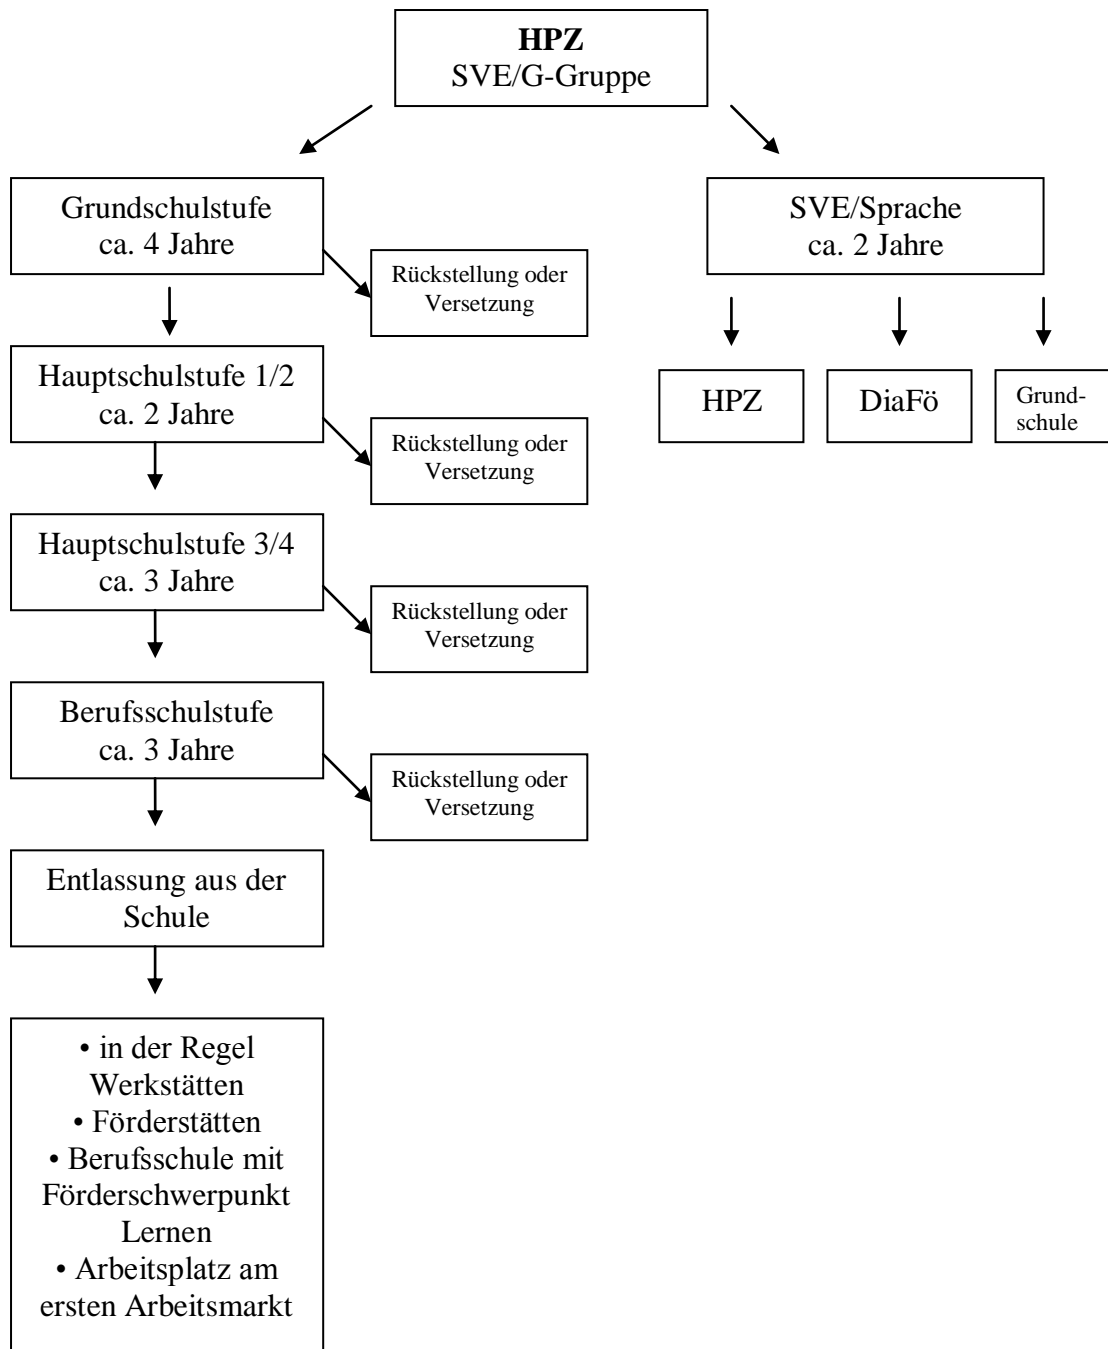 HPZ
SVE/G-Gruppe
Grundschulstufe
ca. 4 Jahre
SVE/Sprache
ca. 2 Jahre
Rückstellung oder
Versetzung
Hauptschulstufe 1/2
ca. 2 Jahre
HPZ
DiaFö
Grund-
schule
Rückstellung oder
Versetzung
Hauptschulstufe 3/4
ca. 3 Jahre
Rückstellung oder
Versetzung
Berufsschulstufe
ca. 3 Jahre
Rückstellung oder
Versetzung
Entlassung aus der
Schule
• in der Regel
Werkstätten
• Förderstätten
• Berufsschule mit
Förderschwerpunkt
Lernen
• Arbeitsplatz am
ersten Arbeitsmarkt